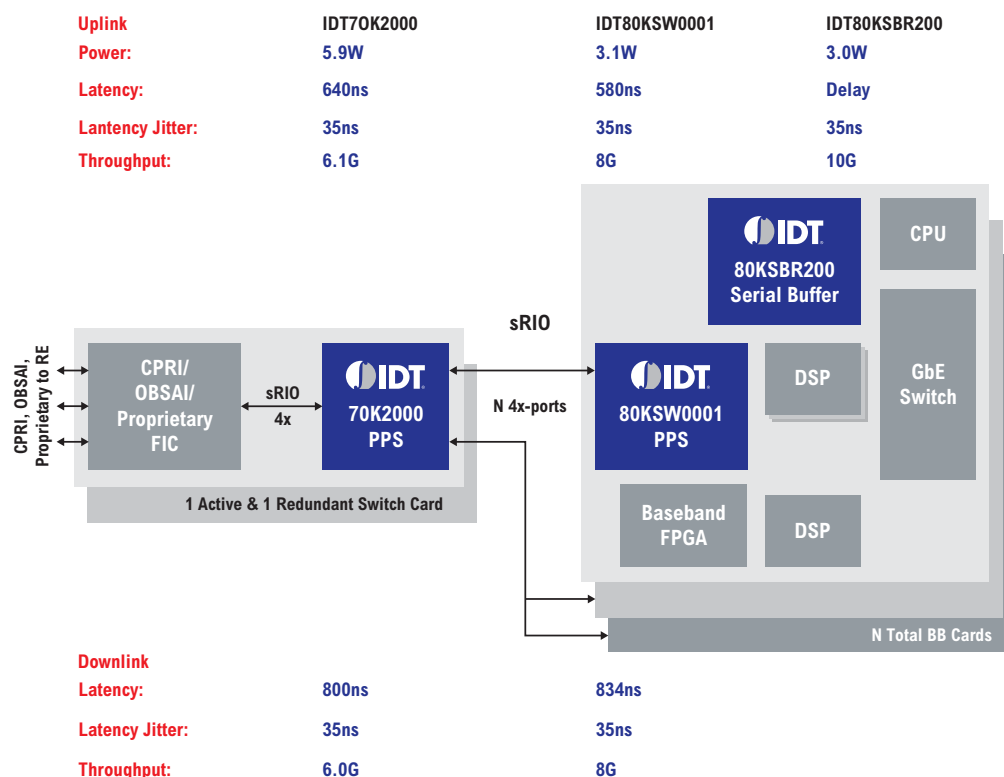 Uplink IDT70K2000 IDT80KSW0001 IDT80KSBR200
Power: 5.9W 3.1W 3.0W
Latency: 640ns 580ns Delay
Lantency Jitter: 35ns 35ns 35ns
Throughput: 6.1G 8G 10G
IDT
80KSBR200
Serial Buffer
CPU
GbE
Switch
sRIO
CPRI, OBSAI,
Proprietary to RE
CPRI/
OBSAI/
Proprietary
FIC
sRIO
4x
IDT
70K2000
PPS
N 4x-ports
IDT
80KSW0001
PPS
DSP
1 Active & 1 Redundant Switch Card
Baseband
FPGA
DSP
N Total BB Cards
Downlink
Latency: 800ns 834ns
Latency Jitter: 35ns 35ns
Throughput: 6.0G 8G